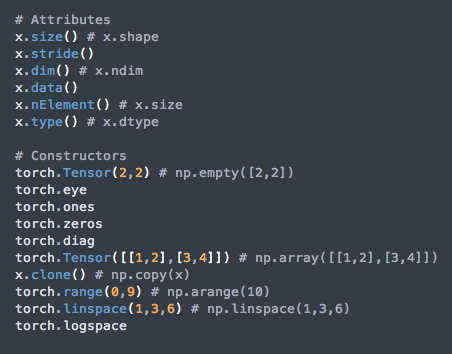 # Attributes
x.size() # x.shape
x.stride()
x.dim() # x.ndim
x.data()
x.nElement() # x.size
x.type() # x.dtype
# Constructors
torch.Tensor(2,2) # np.empty([2,2])
torch.eye
torch.ones
torch.zeros
torch.diag
torch.Tensor([[1,2],[3,4]]) # np.array([[1,2],[3,4]])
x.clone() # np.copy(x)
torch.range(0,9) # np.arange(10)
torch.linspace(1,3,6) # np.linspace(1,3,6)
torch.logspace